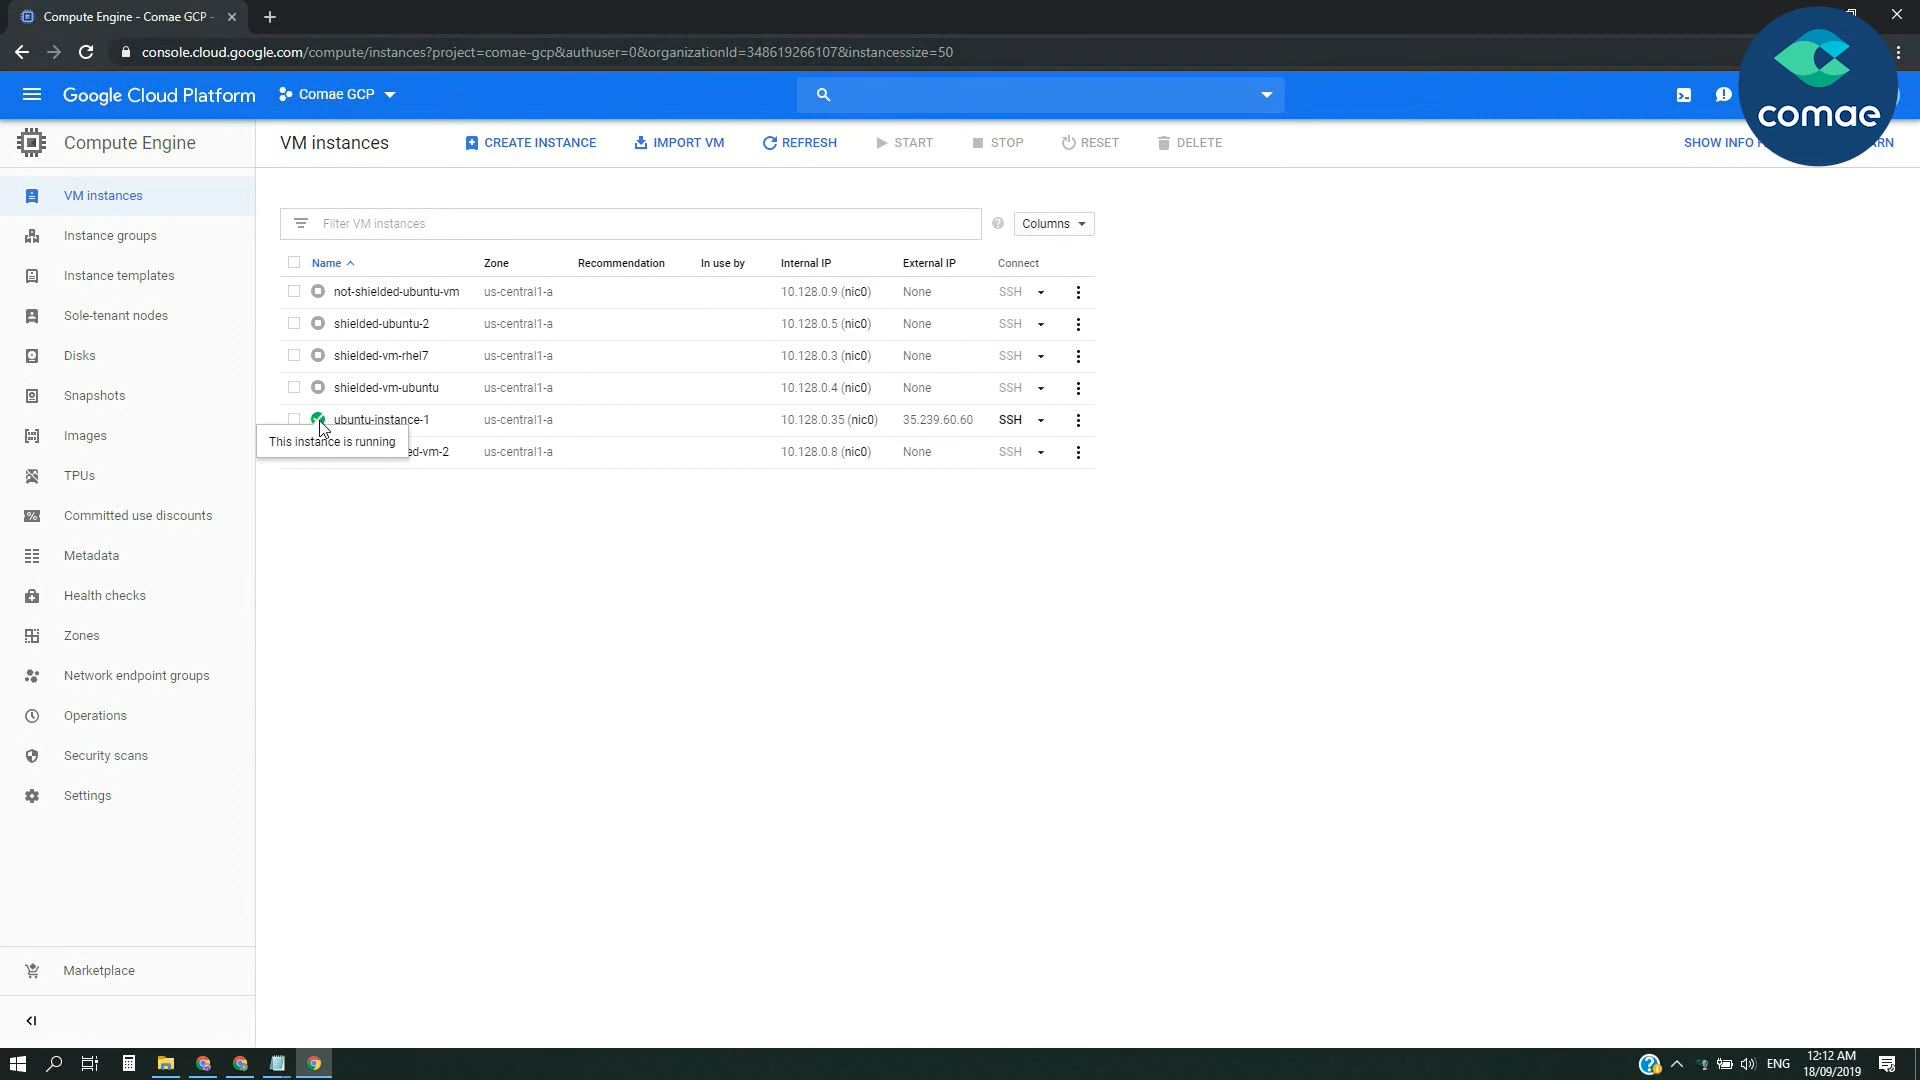 Compute Engine - Comae GCP -
console.cloud.google.com/compute/instances?project=comae-gcp&authuser=0&organizationId=348619266107&instancessize=50
Google Cloud Platform
Comae GCP
comae
Compute Engine
VM instances
CREATE INSTANCE
IMPORT VM
REFRESH
START
STOP
RESET
DELETE
SHOW INFO
VM instances
Instance groups
Instance templates
Sole-tenant nodes
Disks
Snapshots
Images
TPUs
Committed use discounts
Metadata
Health checks
Zones
Network endpoint groups
Operations
Security scans
Settings
Marketplace
Filter VM instances
Columns
Name Zone Recommendation In use by Internal IP External IP Connect
not-shielded-ubuntu-vm us-central1-a 10.128.0.9 (nic0) None SSH
shielded-ubuntu-2 us-central1-a 10.128.0.5 (nic0) None SSH
shielded-vm-rhel7 us-central1-a 10.128.0.3 (nic0) None SSH
shielded-vm-ubuntu us-central1-a 10.128.0.4 (nic0) None SSH
ubuntu-instance-1 us-central1-a 10.128.0.35 (nic0) 35.239.60.60 SSH
This instance is running
ed-vm-2 us-central1-a 10.128.0.8 (nic0) None SSH
ENG
12:12 AM
18/09/2019